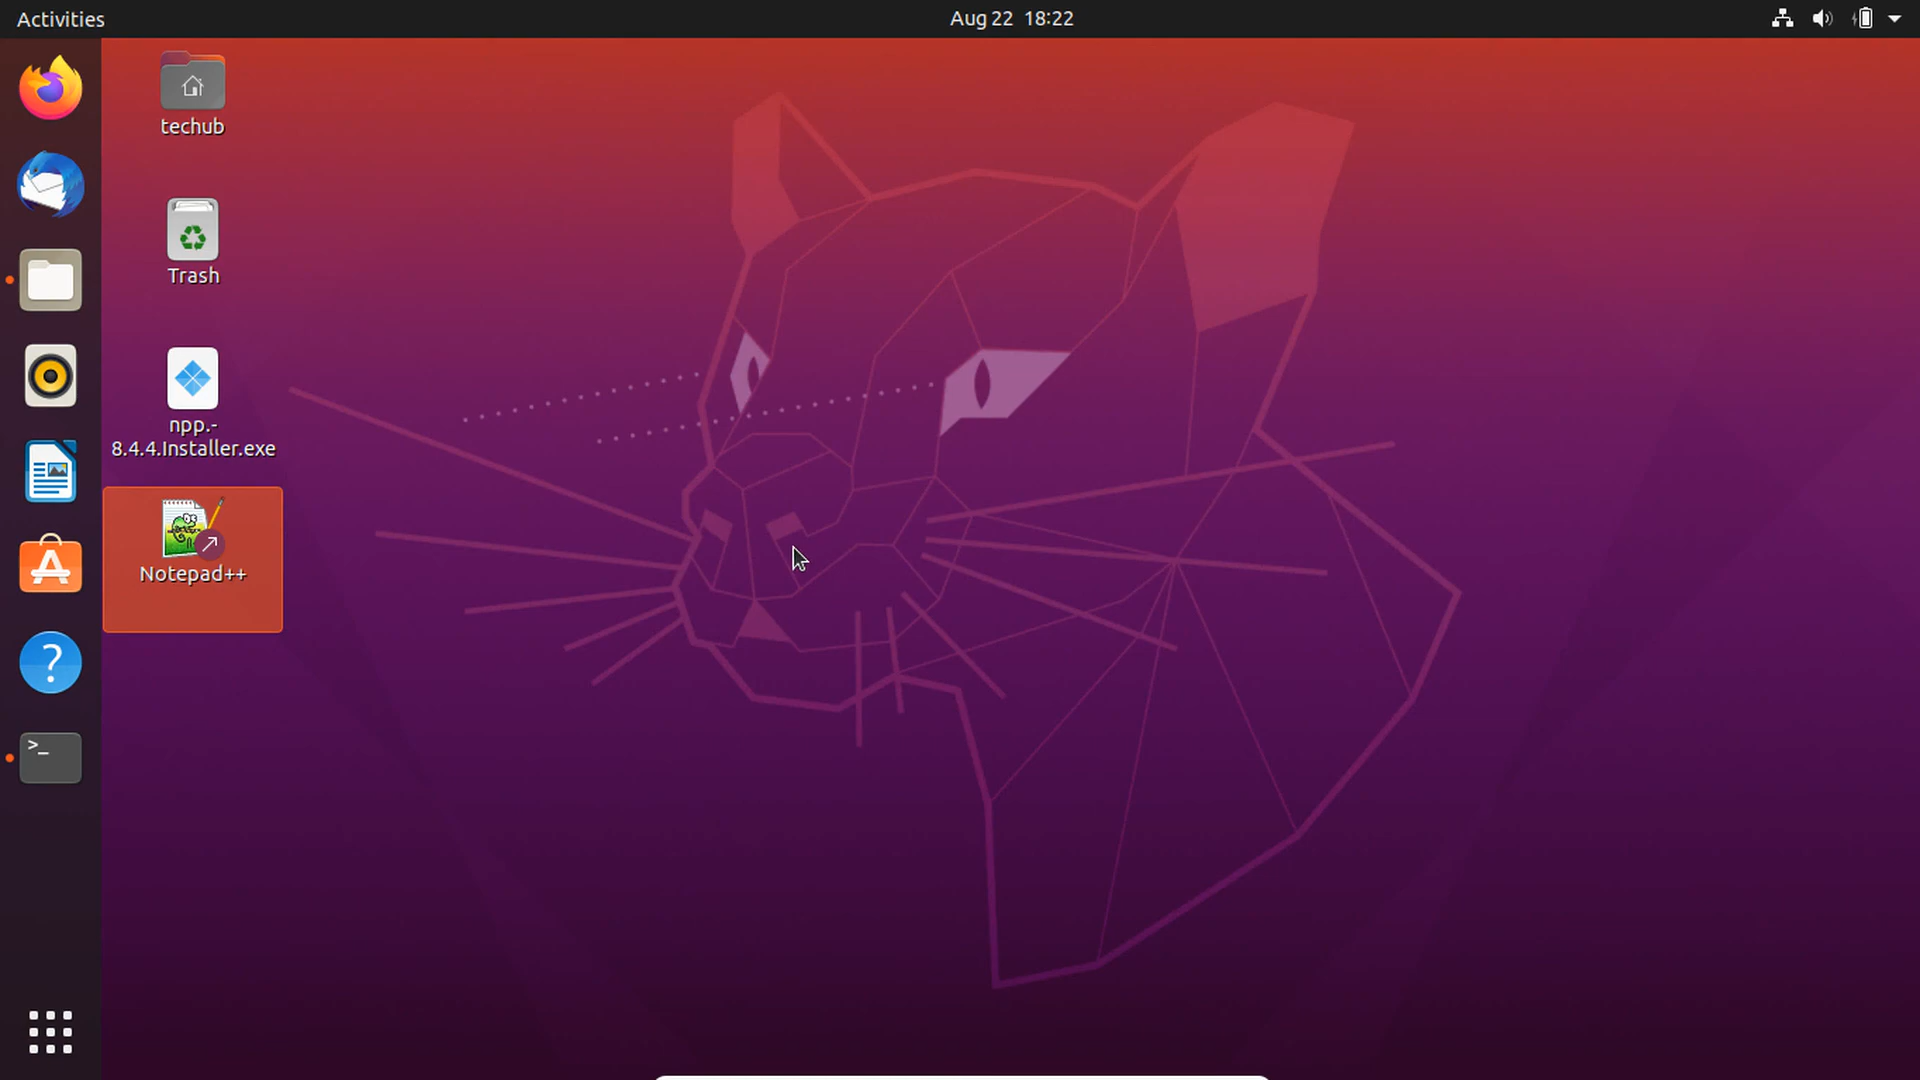 Activities
Aug 22 18:22
techub
Trash
npp.-
8.4.4.Installer.exe
Notepad++
?
>_